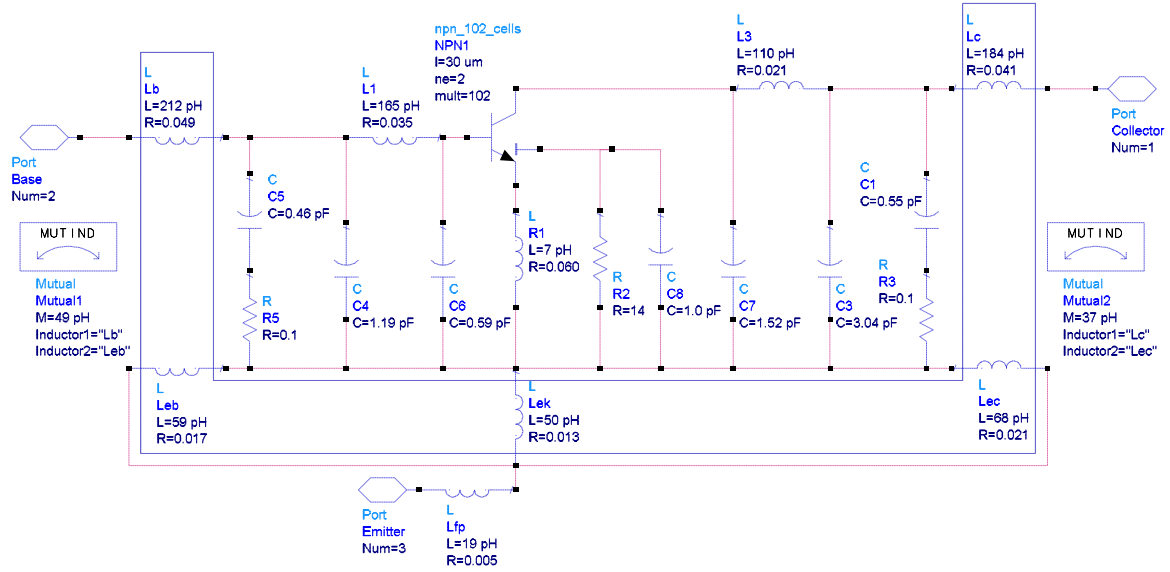 npn_102_cells
NPN1
l=30 um
ne=2
mult=102
L
L3
L=110 pH
R=0.021
L
Lc
L=184 pH
R=0.041
L
Lb
L=212 pH
R=0.049
L
L1
L=165 pH
R=0.035
Port
Collector
Num=1
Port
Base
Num=2
C
C5
C=0.46 pF
C
C1
C=0.55 pF
MUT IND
Mutual
Mutual1
M=49 pH
Inductor1="Lb"
Inductor2="Leb"
L
R1
L=7 pH
R=0.060
MUT IND
Mutual
Mutual2
M=37 pH
Inductor1="Lc"
Inductor2="Lec"
R
R5
R=0.1
C
C4
C=1.19 pF
C
C6
C=0.59 pF
R
R2
R=14
C
C8
C=1.0 pF
C
C7
C=1.52 pF
C
C3
C=3.04 pF
R
R3
R=0.1
L
Leb
L=59 pH
R=0.017
L
Lek
L=50 pH
R=0.013
L
Lec
L=68 pH
R=0.021
Port
Emitter
Num=3
L
Lfp
L=19 pH
R=0.005